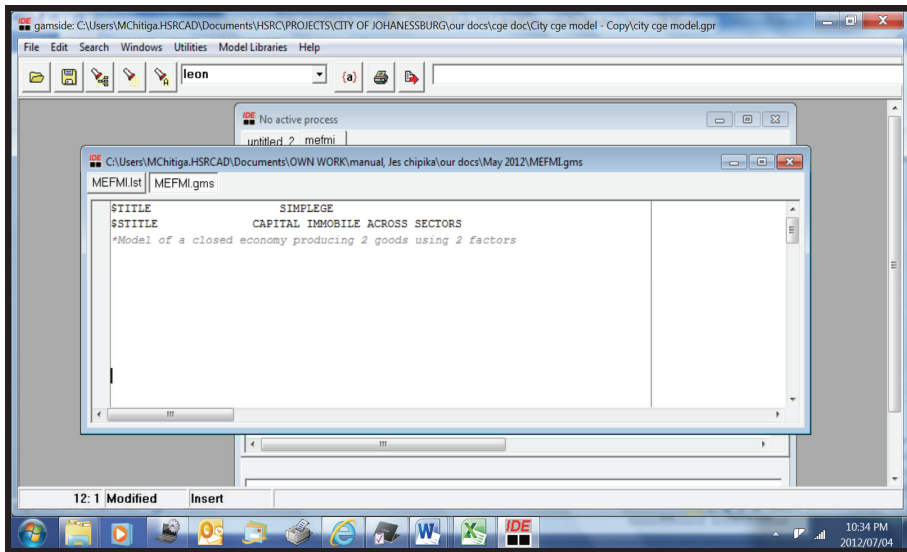 IDE gamside: C:\Users\MChitiga.HSRCAD\Documents\HSRC\PROJECTS\CITY OF JOHANESSBURG\our docs\cge doc\City cge model - Copy\city cge model.gpr
File Edit Search Windows Utilities Model Libraries Help
leon
{a}
IDE No active process
untitled_2 mefmi
IDE C:\Users\MChitiga.HSRCAD\Documents\OWN WORK\manual, Jes chipika\our docs\May 2012\MEFMI.gms
MEFMI.lst MEFMI.gms
$TITLE SIMPLEGE
$STITLE CAPITAL IMMOBILE ACROSS SECTORS
*Model of a closed economy producing 2 goods using 2 factors
12: 1 Modified Insert
IDE
10:34 PM
2012/07/04